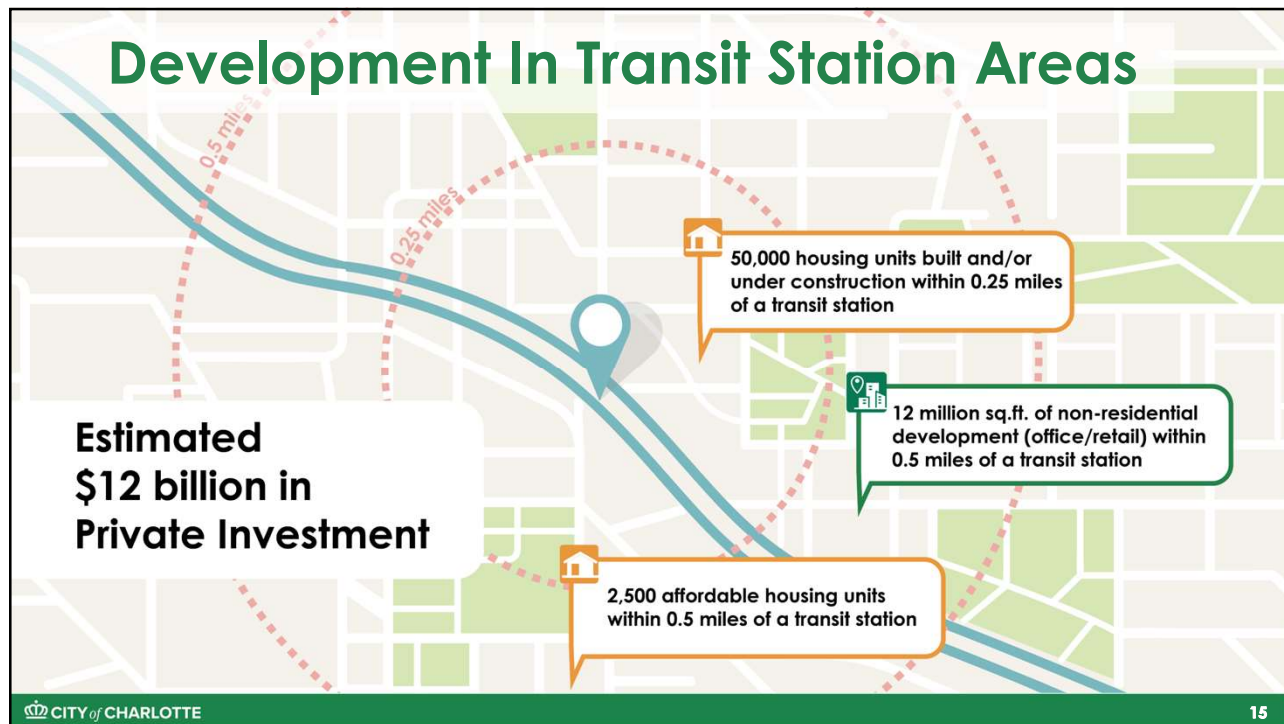 Development In Transit Station Areas
0.5 miles
0.25 miles
50,000 housing units built and/or
under construction within 0.25 miles
of a transit station
12 million sq.ft. of non-residential
development (office/retail) within
0.5 miles of a transit station
Estimated
$12 billion in
Private Investment
2,500 affordable housing units
within 0.5 miles of a transit station
CITY of CHARLOTTE
15